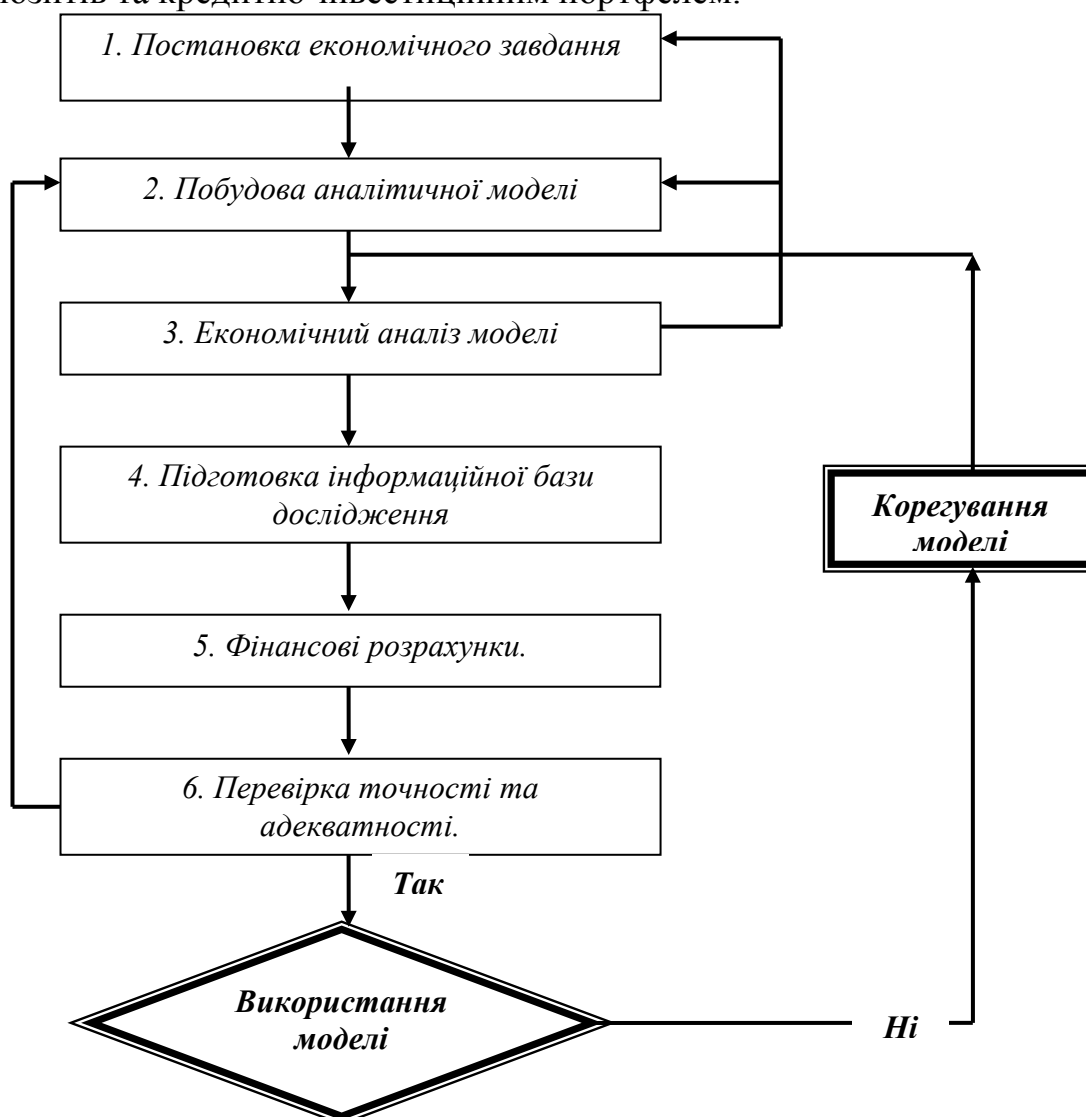 та кредитно-інвестиційним портфелем.
1. Постановка економічного завдання
2. Побудова аналітичної моделі
3. Економічний аналіз моделі
4. Підготовка інформаційної бази
дослідження
Корегування
моделі
5. Фінансові розрахунки.
6. Перевірка точності та
адекватності.
Так
Використання
моделі
Ні